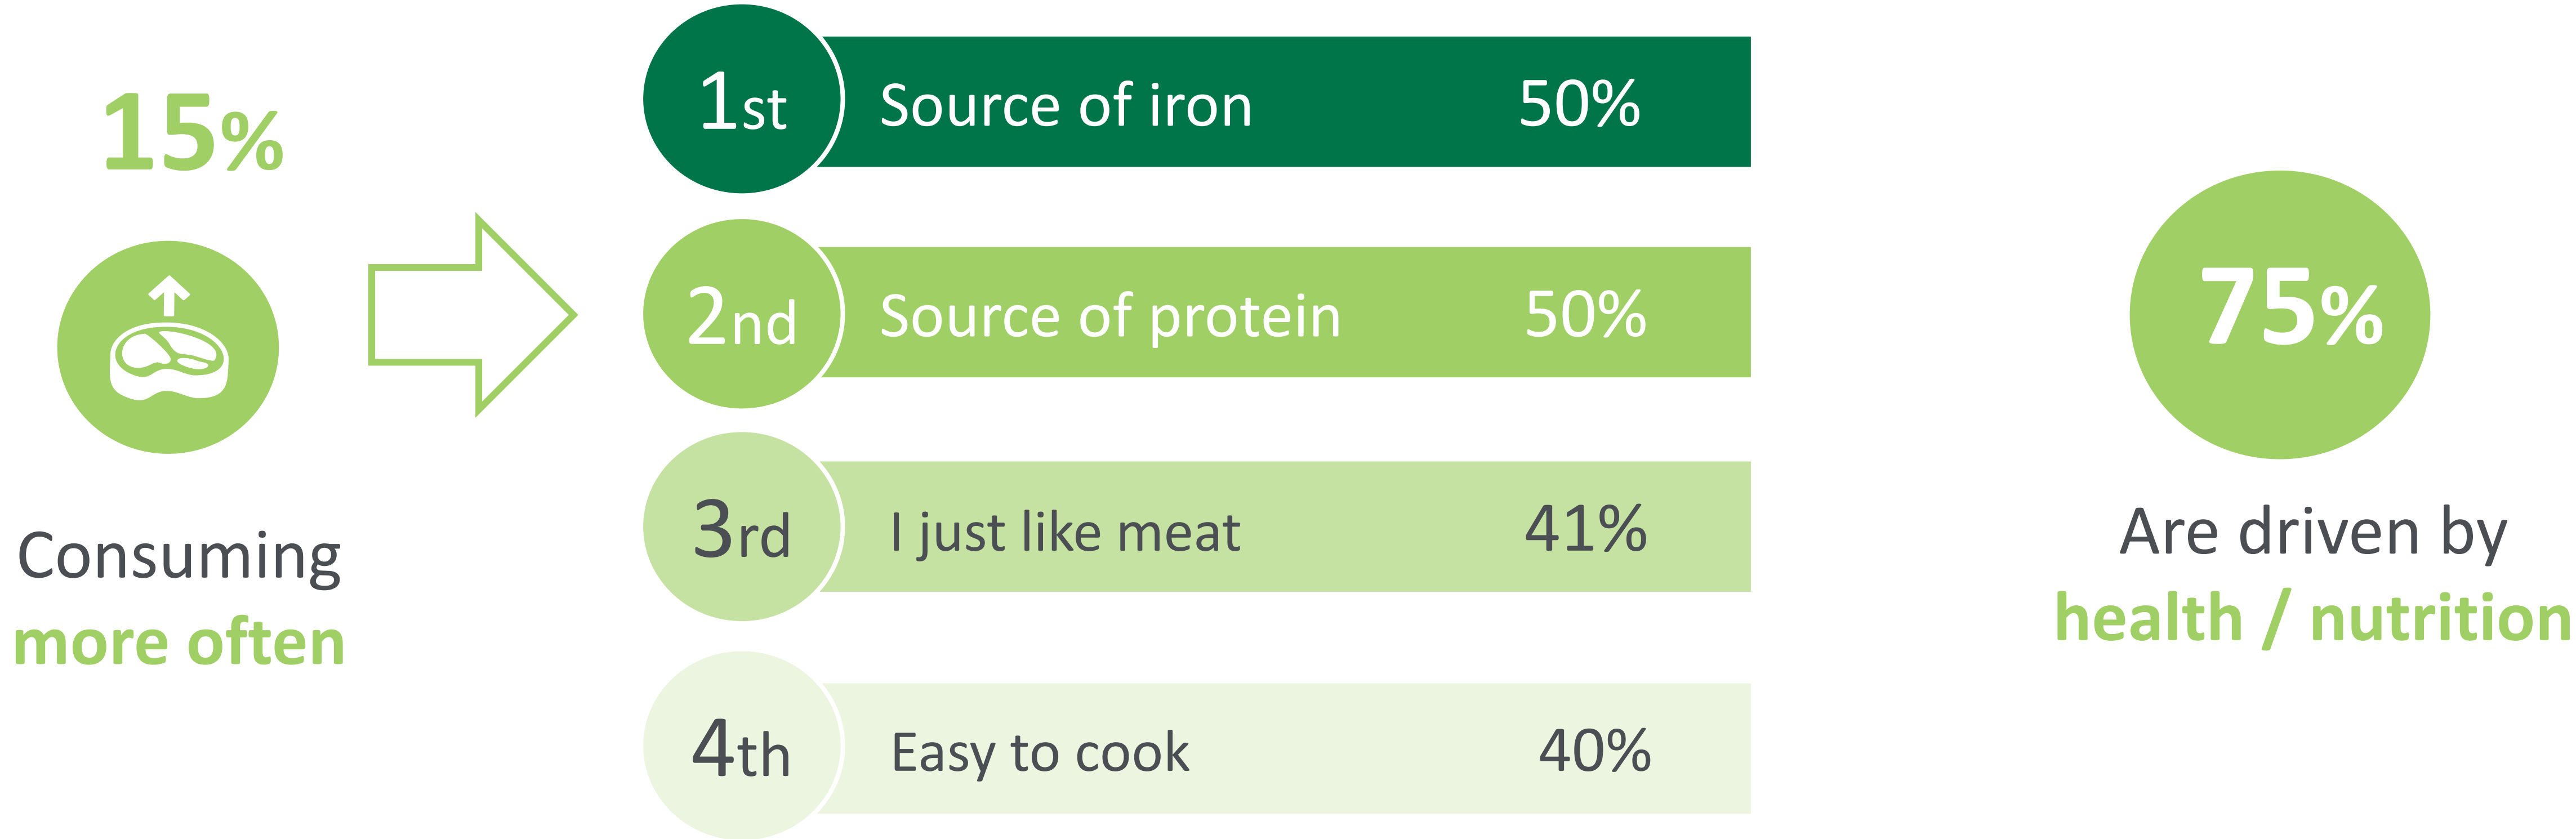 15%
Consuming
more often
1st Source of iron 50%
2nd Source of protein 50%
3rd I just like meat 41%
4th Easy to cook 40%
75%
Are driven by
health / nutrition